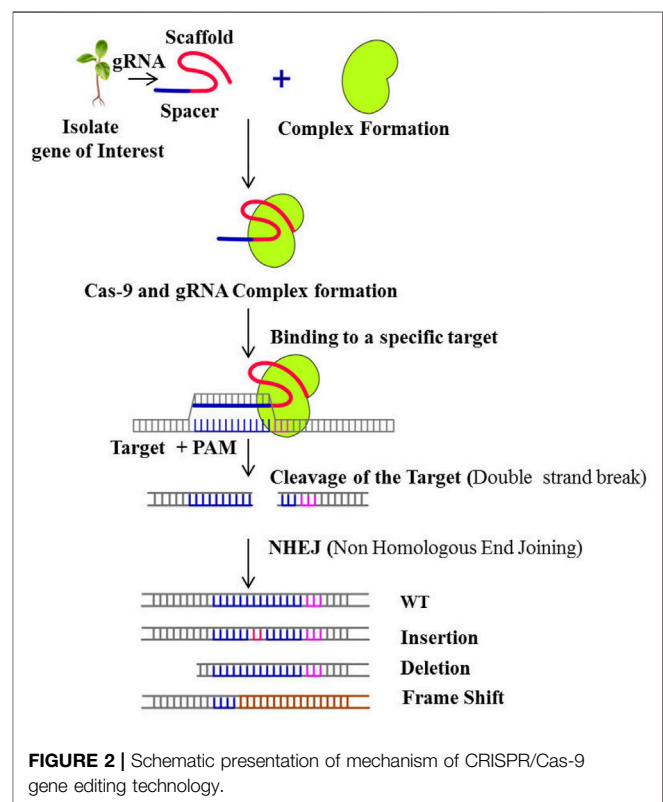 Scaffold
gRNA
Spacer
Isolate
gene of Interest
+
Complex Formation
Cas-9 and gRNA Complex formation
Binding to a specific target
Target + PAM
Cleavage of the Target (Double strand break)
NHEJ (Non Homologous End Joining)
WT
Insertion
Deletion
Frame Shift
FIGURE 2 | Schematic presentation of mechanism of CRISPR/Cas-9
gene editing technology.